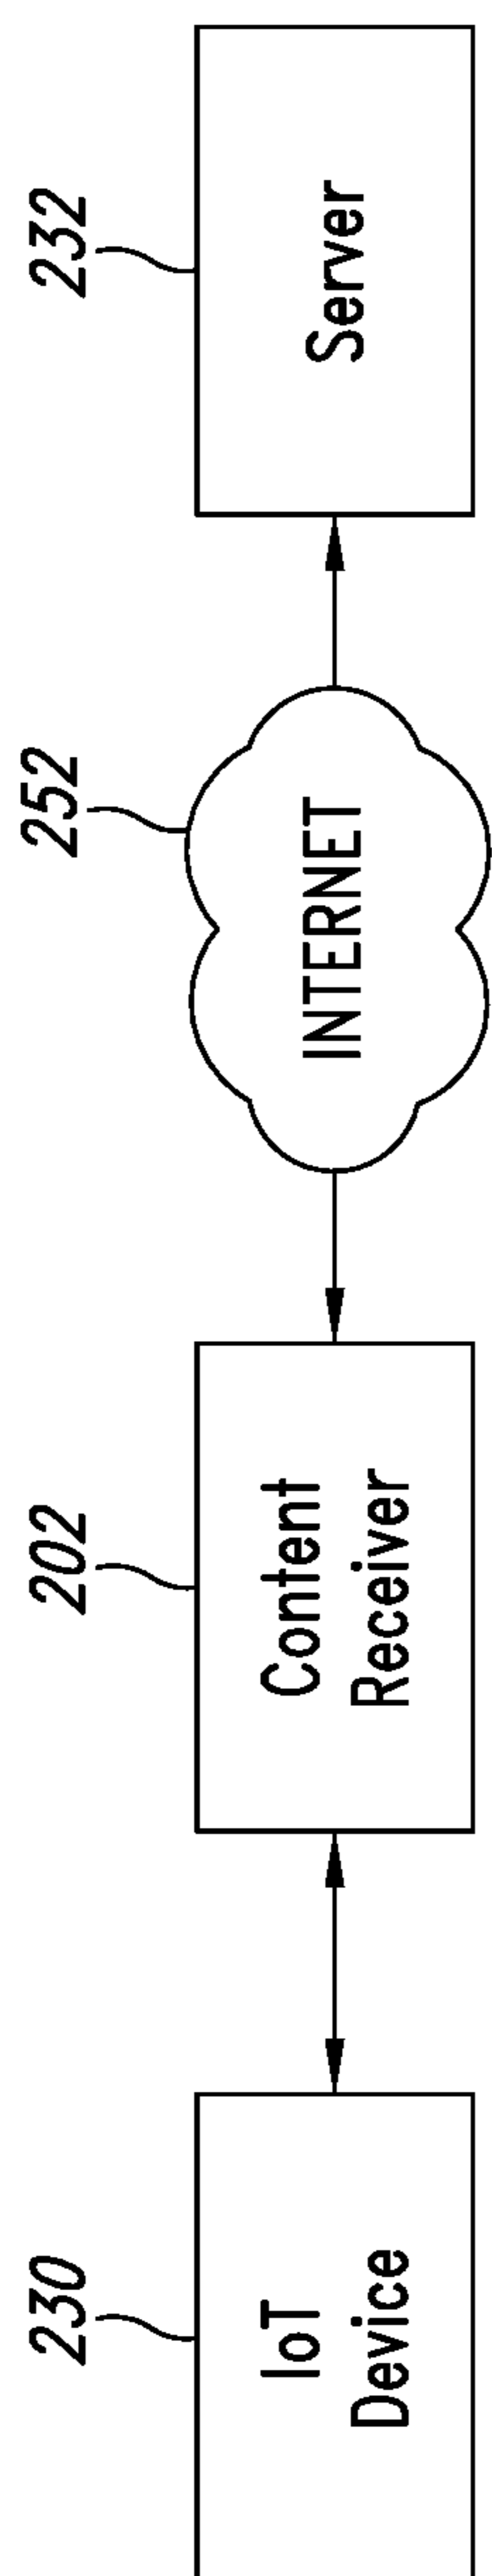 230
IoT
Device
202
Content
Receiver
252
INTERNET
232
Server